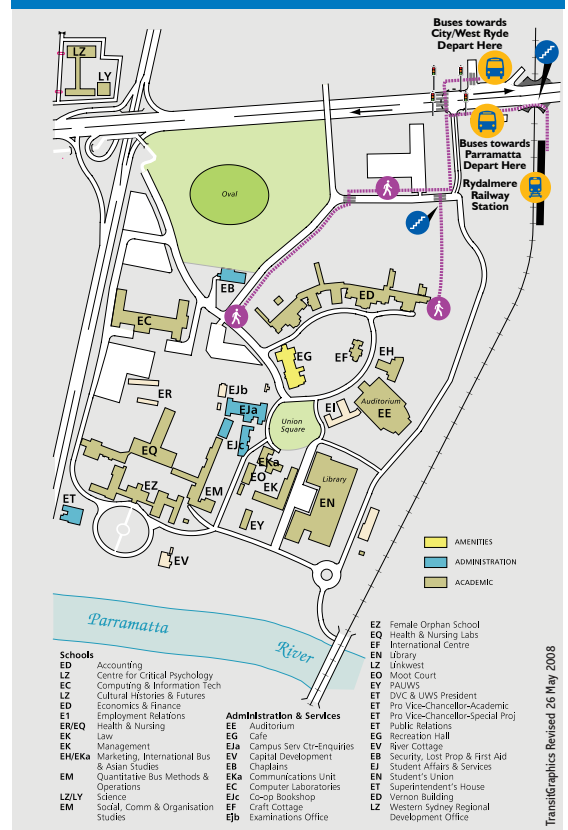 Buses towards
City/West Ryde
Depart Here
LZ
LY
Buses towards
Parramatta
Depart Here
Rydalmere
Railway
Station
Oval
EB
ED
EC
EG
EF
EH
ER
EJb
EJa
EI
Auditorium
EE
Union
Square
EJc
EQ
EKa
EO
EK
Library
EZ
EM
EN
ET
EY
EV
AMENITIES
ADMINISTRATION
ACADEMIC
Parramatta
River
Schools
ED Accounting
LZ Centre for Critical Psychology
EC Computing & Information Tech
LZ Cultural Histories & Futures
ED Economics & Finance
E1 Employment Relations
ER/EQ Health & Nursing
EK Law
EK Management
EH/EKa Marketing, International Bus
& Asian Studies
EM Quantitative Bus Methods &
Operations
LZ/LY Science
EM Social, Comm & Organisation
Studies
Administration & Services
EE Auditorium
EG Cafe
EJa Campus Serv Ctr-Enquiries
EV Capital Development
EB Chaplains
EKa Communications Unit
EC Computer Laboratories
EJc Co-op Bookshop
EF Craft Cottage
EJb Examinations Office
EZ Female Orphan School
EQ Health & Nursing Labs
EF International Centre
EN Library
LZ Linkwest
EO Moot Court
EY PAUWS
ET DVC & UWS President
ET Pro Vice-Chancellor-Academic
ET Pro Vice-Chancellor-Special Proj
ET Public Relations
EG Recreation Hall
EV River Cottage
EB Security, Lost Prop & First Aid
EJ Student Affairs & Services
EN Student's Union
ET Superintendent's House
ED Vernon Building
LZ Western Sydney Regional
Development Office
TransitGraphics Revised 26 May 2008